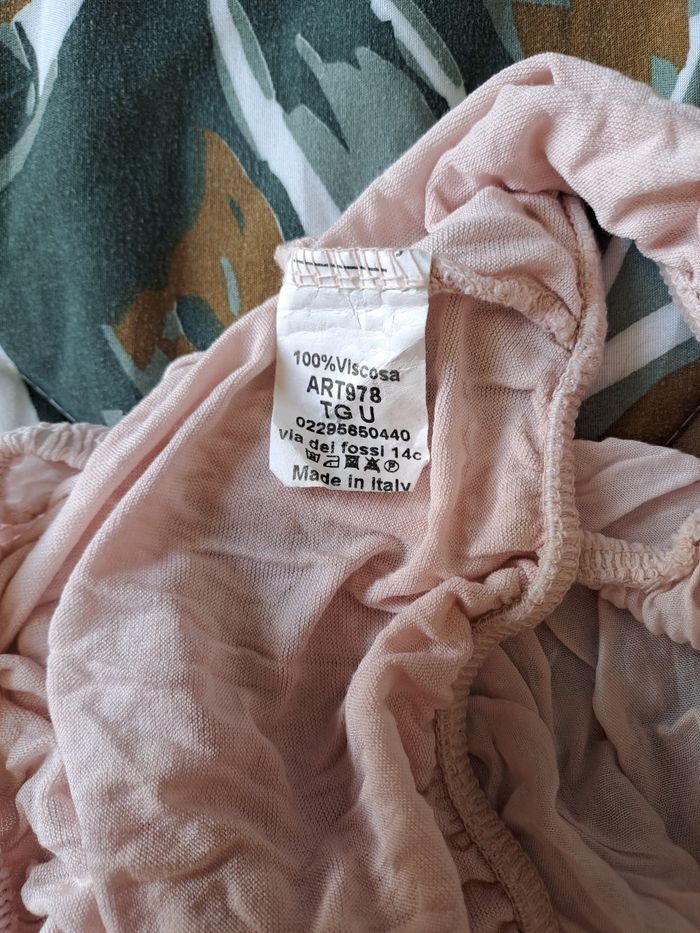 100%Viscosa
ART978
TG U
02295650440
Via dei fossi 14c
Made in Italy